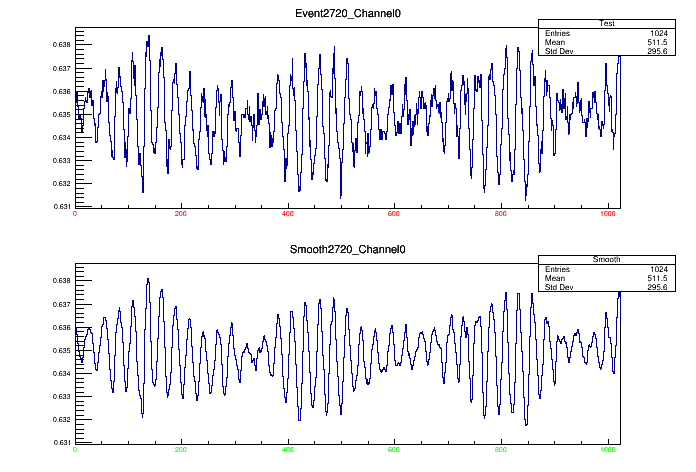 Event2720_Channel0
Test
Entries 1024
Mean 511.5
Std Dev 295.6
0.638
0.637
0.636
0.635
0.634
0.633
0.632
0.631
0 200 400 600 800 1000
Smooth2720_Channel0
Smooth
Entries 1024
Mean 511.5
Std Dev 295.6
0.638
0.637
0.636
0.635
0.634
0.633
0.632
0.631
0 200 400 600 800 1000